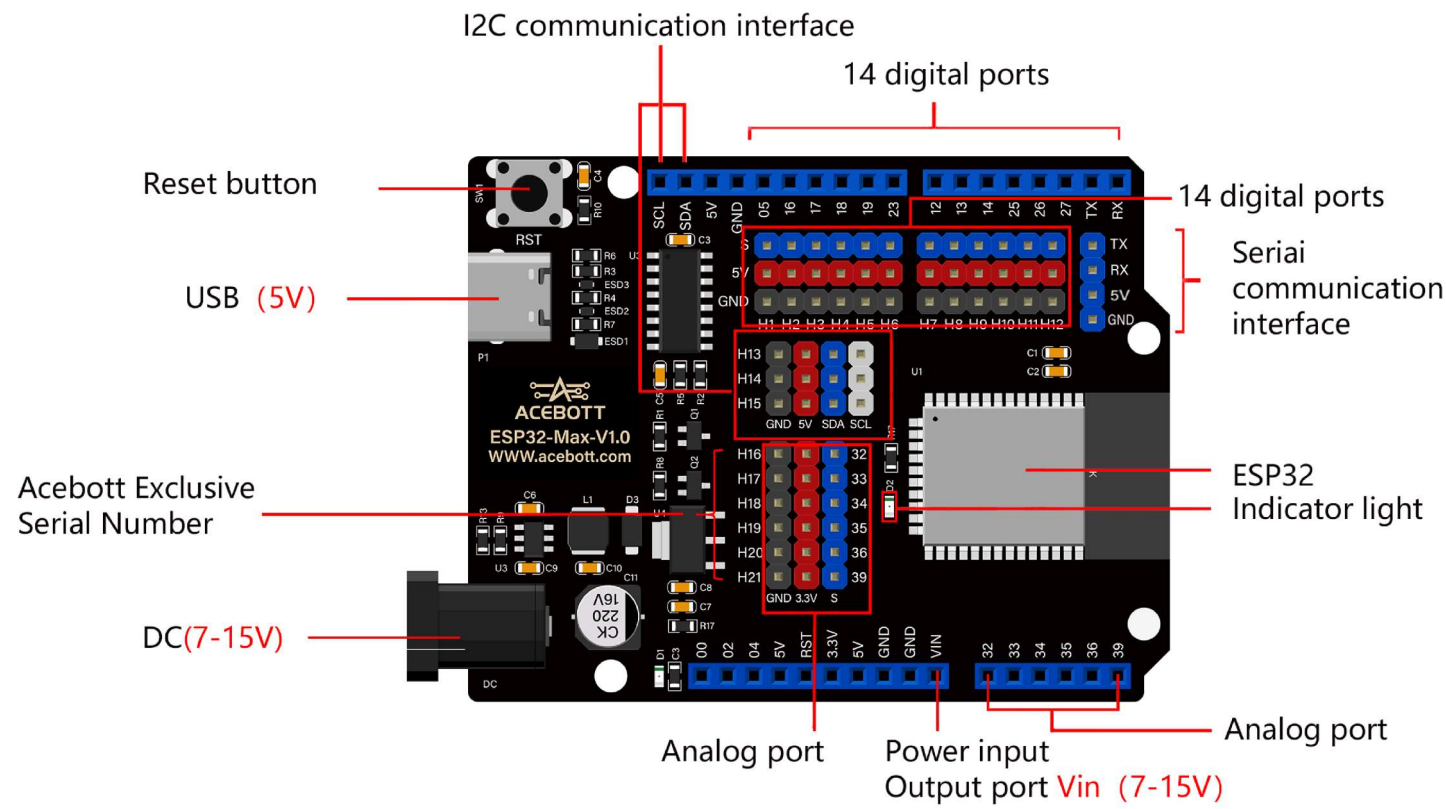 I2C communication interface
14 digital ports
Reset button
14 digital ports
Seriai
communication
interface
USB (5V)
Acebott Exclusive
Serial Number
ESP32
Indicator light
DC(7-15V)
Analog port
Power input
Output port Vin (7-15V)
Analog port
SW1
RST
C4
R10
SCL
SDA
5V
GND
05
16
17
18
19
23
12
13
14
25
26
27
TX
RX
S
5V
GND
H1 H2 H3 H4 H5 H6
H7 H8 H9 H10 H11 H12
TX
RX
5V
GND
C3
R6
R3
ESD3
R4
ESD2
R7
ESD1
P1
H13
H14
H15
GND 5V SDA SCL
C1
C2
U1
ACEBOTT
ESP32-Max-V1.0
WWW.acebott.com
C5
R5
R2
R1
Q1
R8
Q2
H16 32
H17 33
H18 34
H19 35
H20 36
H21 39
GND 3.3V S
D2
K
C6
L1
D3
R9
U3
C9
C10
C11
CK
220
16V
C8
C7
R17
D1
C3
DC
00
02
04
5V
RST
3.3V
5V
GND
GND
VIN
32
33
34
35
36
39